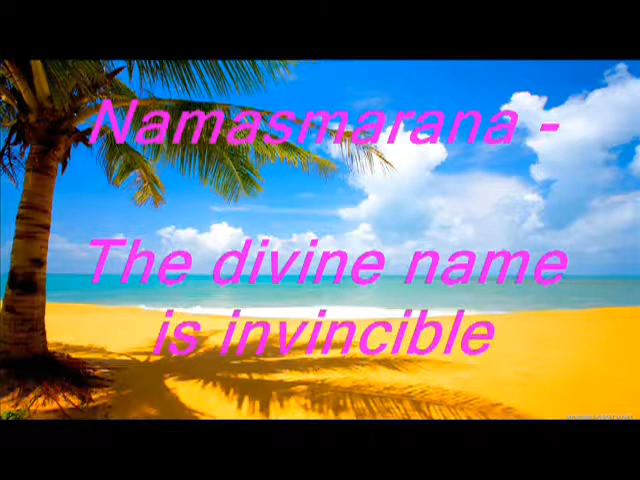 Namasmarana -
The divine name
is invincible